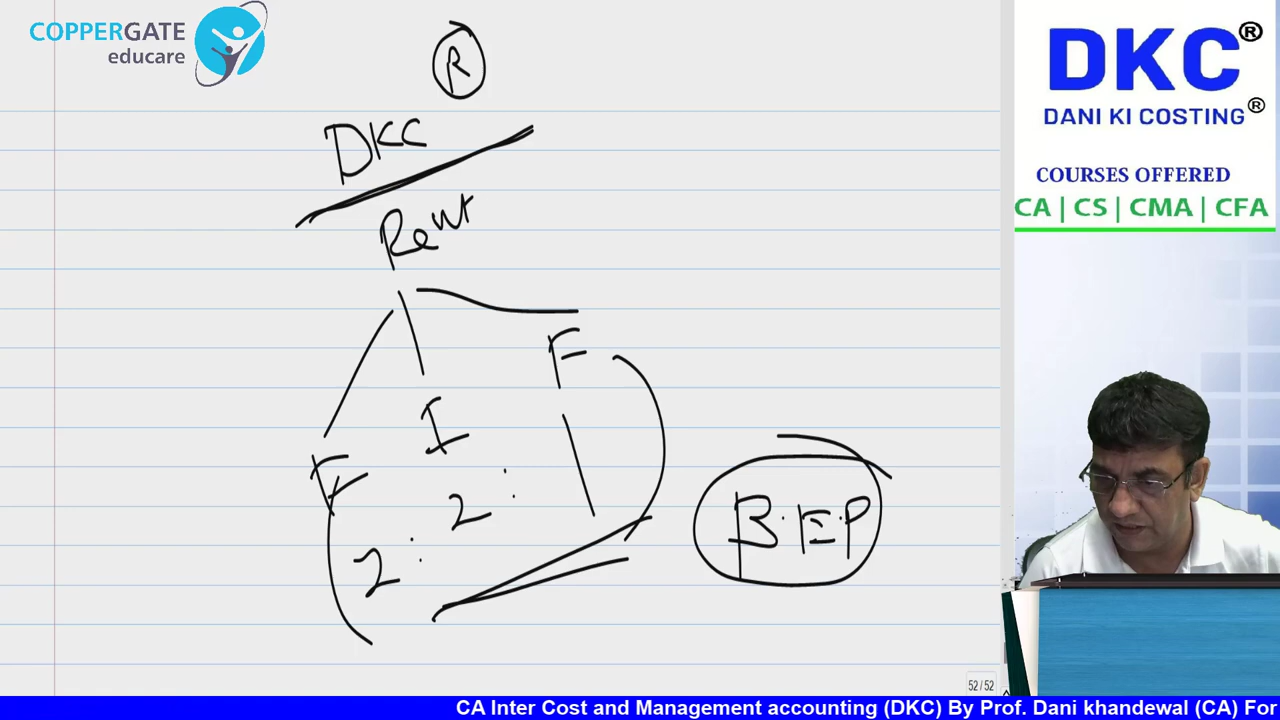 COPPERGATE
educare
R
DKC
Rent
F
I
F
2 : 2 : 1
B.E.P
DKC®
DANI KI COSTING®
COURSES OFFERED
CA | CS | CMA | CFA
52/52
CA Inter Cost and Management accounting (DKC) By Prof. Dani khandewal (CA) For